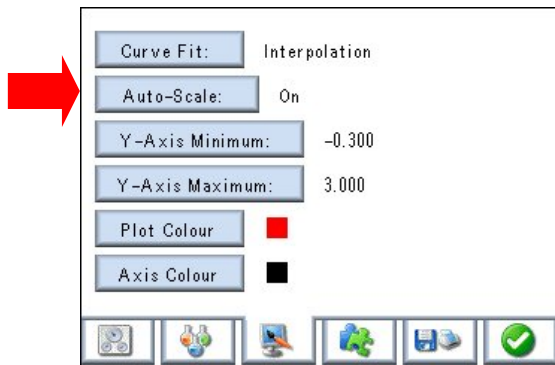 Curve Fit: Interpolation
Auto-Scale: On
Y-Axis Minimum: -0.300
Y-Axis Maximum: 3.000
Plot Colour
Axis Colour